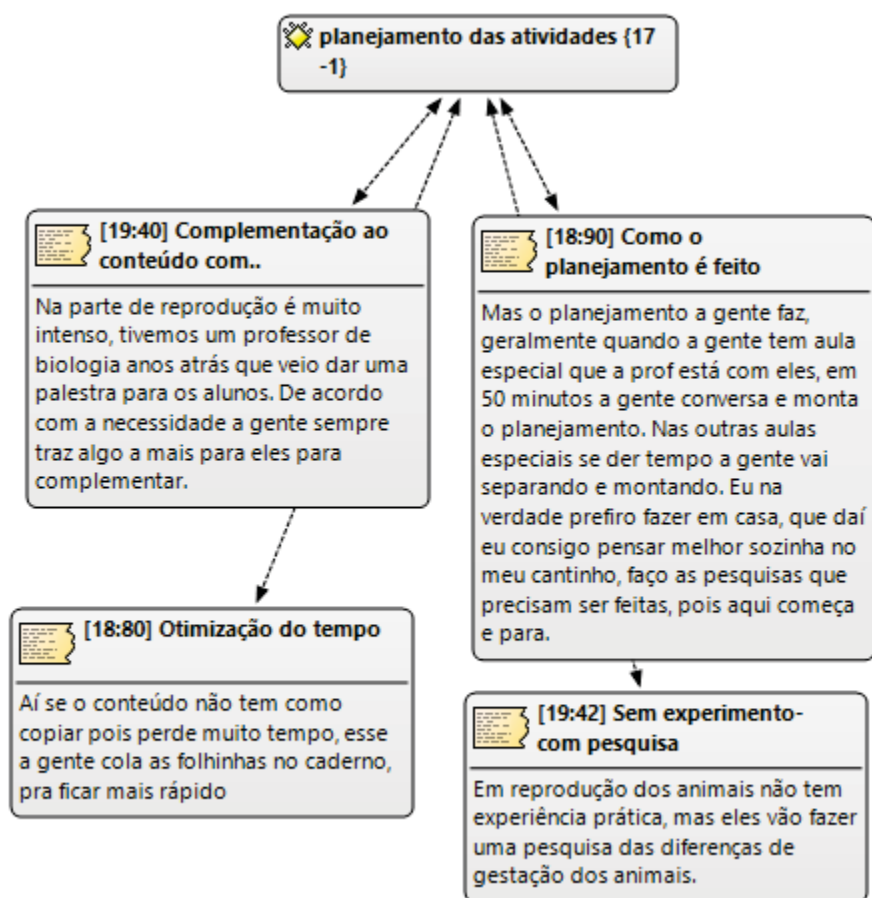 planejamento das atividades {17
-1}
[19:40] Complementação ao
conteúdo com..
Na parte de reprodução é muito
intenso, tivemos um professor de
biologia anos atrás que veio dar uma
palestra para os alunos. De acordo
com a necessidade a gente sempre
traz algo a mais para eles para
complementar.
[18:90] Como o
planejamento é feito
Mas o planejamento a gente faz,
geralmente quando a gente tem aula
especial que a prof está com eles, em
50 minutos a gente conversa e monta
o planejamento. Nas outras aulas
especiais se der tempo a gente vai
separando e montando. Eu na
verdade prefiro fazer em casa, que daí
eu consigo pensar melhor sozinha no
meu cantinho, faço as pesquisas que
precisam ser feitas, pois aqui começa
e para.
[18:80] Otimização do tempo
Aí se o conteúdo não tem como
copiar pois perde muito tempo, esse
a gente cola as folhinhas no caderno,
pra ficar mais rápido
[19:42] Sem experimento-
com pesquisa
Em reprodução dos animais não tem
experiência prática, mas eles vão fazer
uma pesquisa das diferenças de
gestação dos animais.